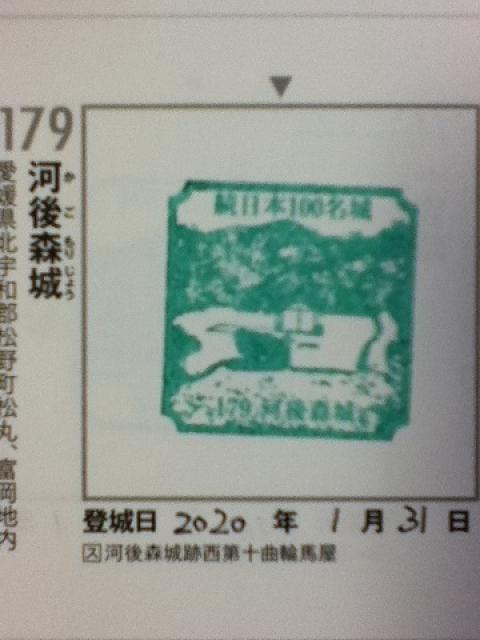 179
河後森城
かごもりじょう
愛媛県北宇和郡松野町松丸、富岡地内
続日本100名城
179 河後森城
登城日 2020 年 1 月 31 日
ス 河後森城跡西第十曲輪馬屋